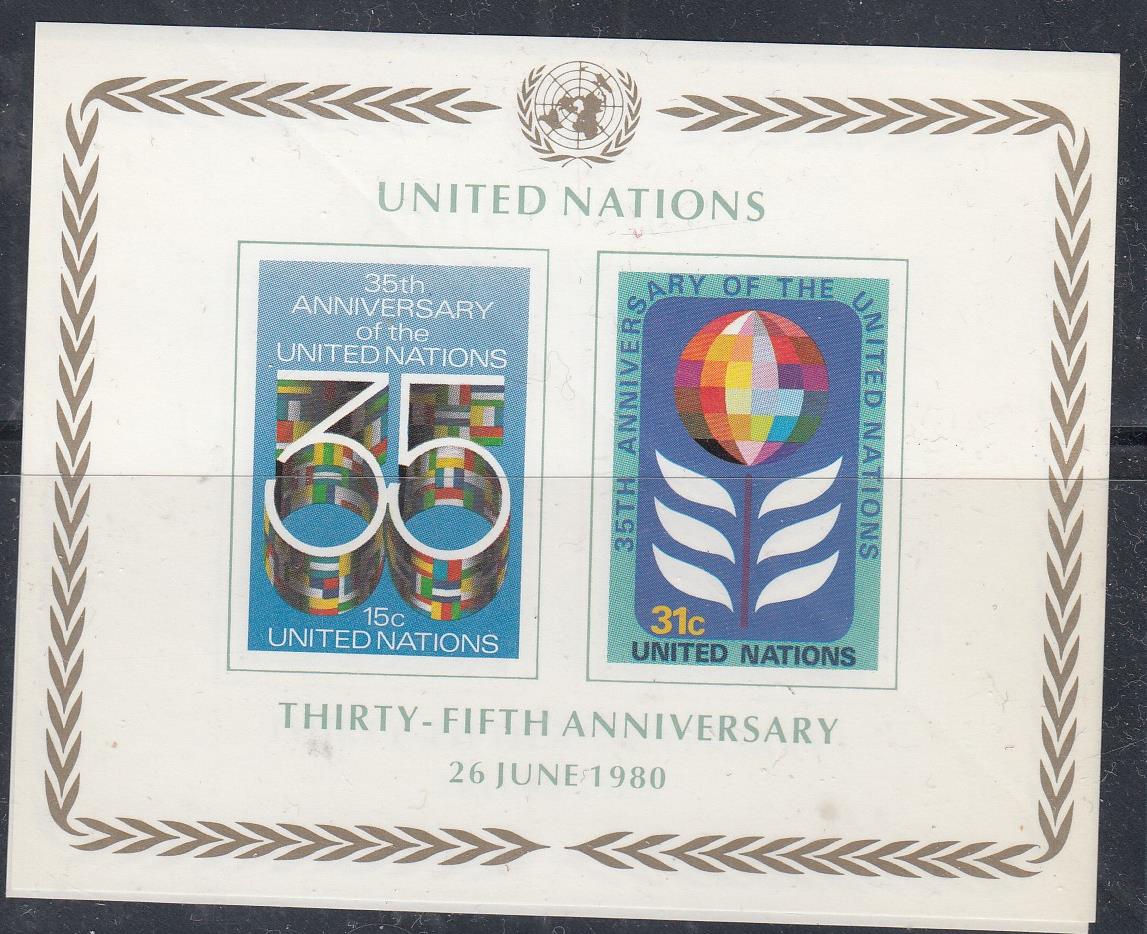 UNITED NATIONS
35th
ANNIVERSARY
of the
UNITED NATIONS
35
15c
UNITED NATIONS
35TH ANNIVERSARY OF THE UNITED NATIONS
31c
UNITED NATIONS
THIRTY-FIFTH ANNIVERSARY
26 JUNE 1980